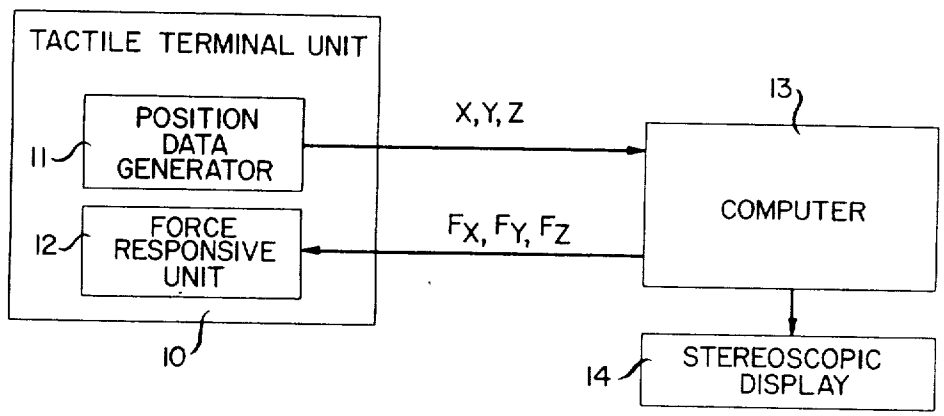 TACTILE TERMINAL UNIT
POSITION
DATA
GENERATOR
11
FORCE
RESPONSIVE
UNIT
12
10
X, Y, Z
FX, FY, FZ
13
COMPUTER
STEREOSCOPIC
DISPLAY
14